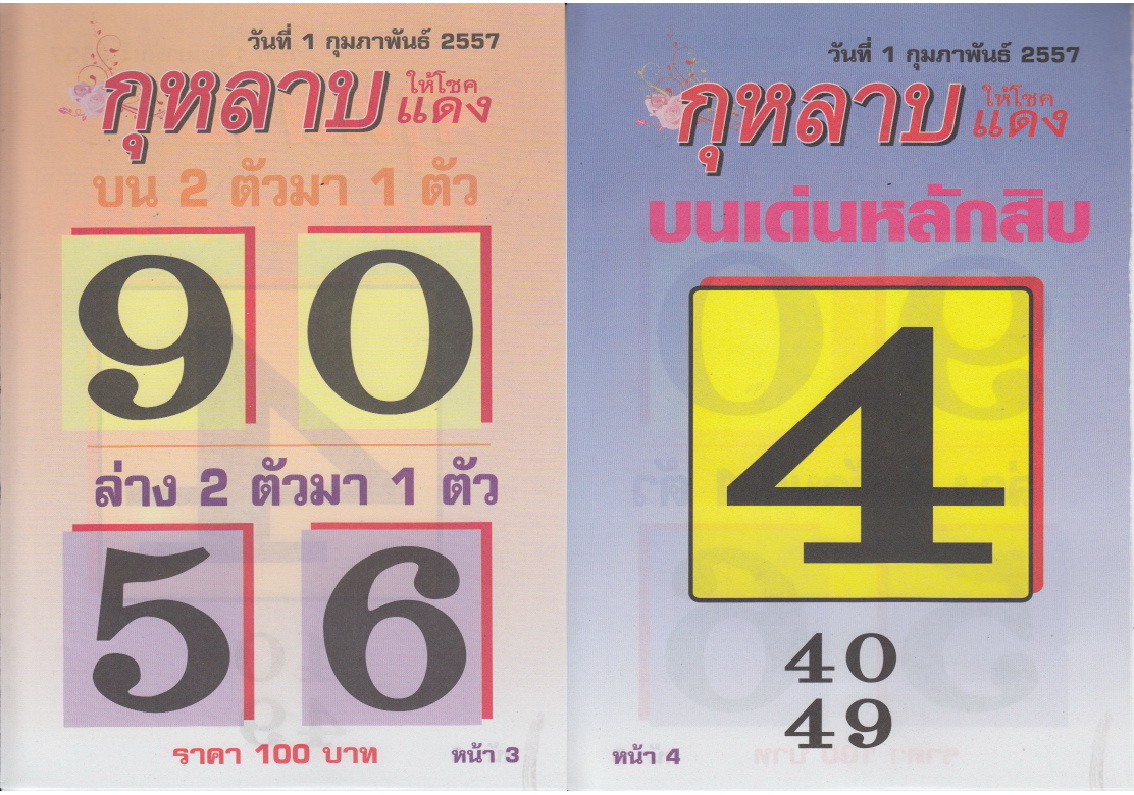 วันที่ 1 กุมภาพันธ์ 2557
กุหลาบ ให้โชค แดง
บน 2 ตัวมา 1 ตัว
9 0
ล่าง 2 ตัวมา 1 ตัว
5 6
ราคา 100 บาท หน้า 3
วันที่ 1 กุมภาพันธ์ 2557
กุหลาบ ให้โชค แดง
บนเด่นหลักสิบ
4
40
49
หน้า 4